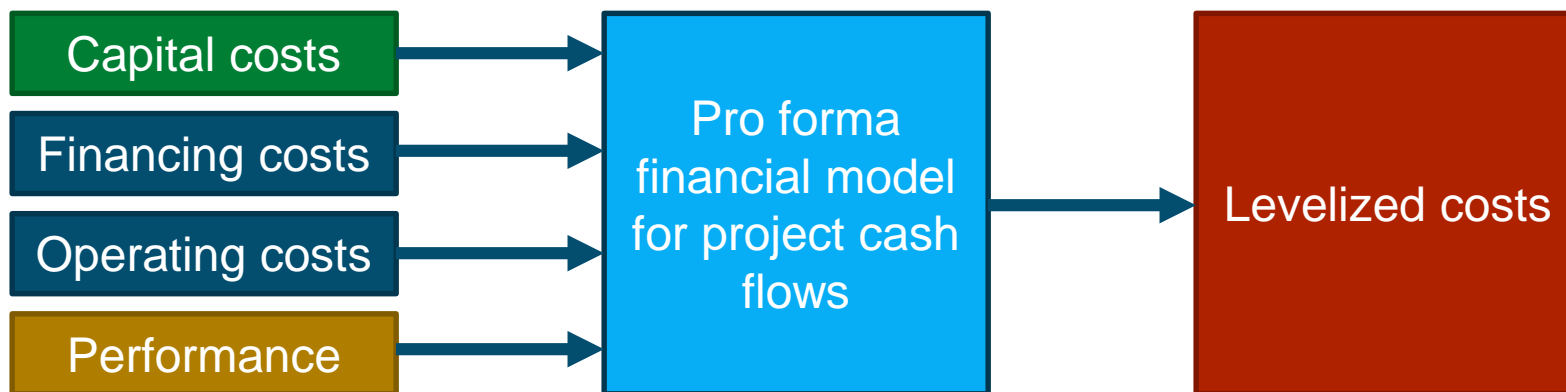 Capital costs
Financing costs
Operating costs
Performance
Pro forma
financial model
for project cash
flows
Levelized costs